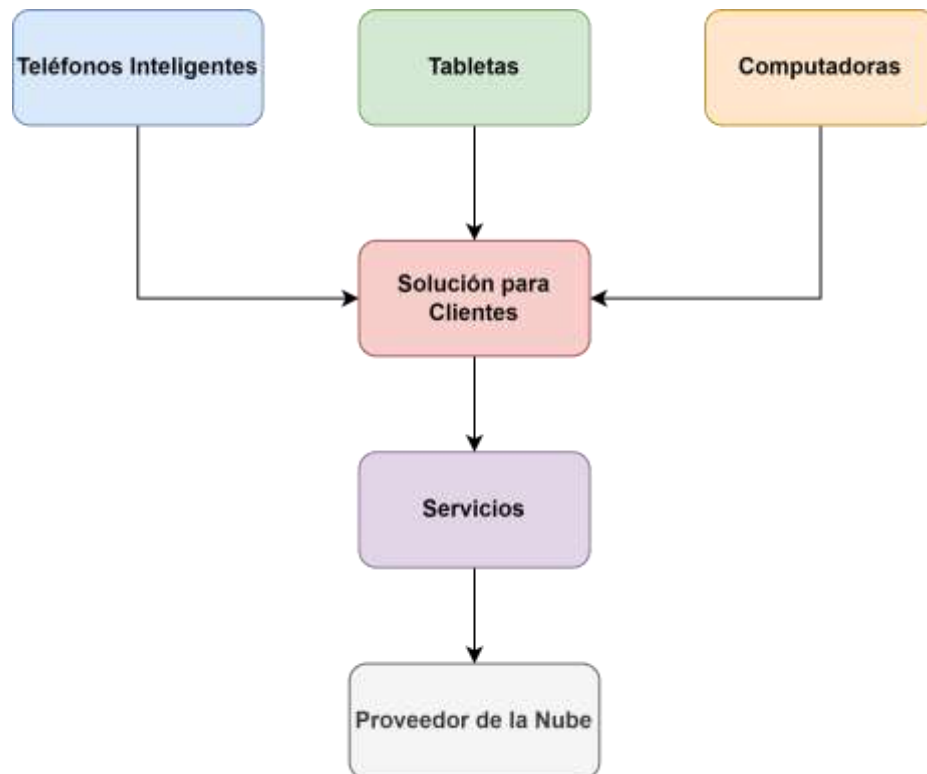 Teléfonos Inteligentes
Tabletas
Computadoras
Solución para
Clientes
Servicios
Proveedor de la Nube